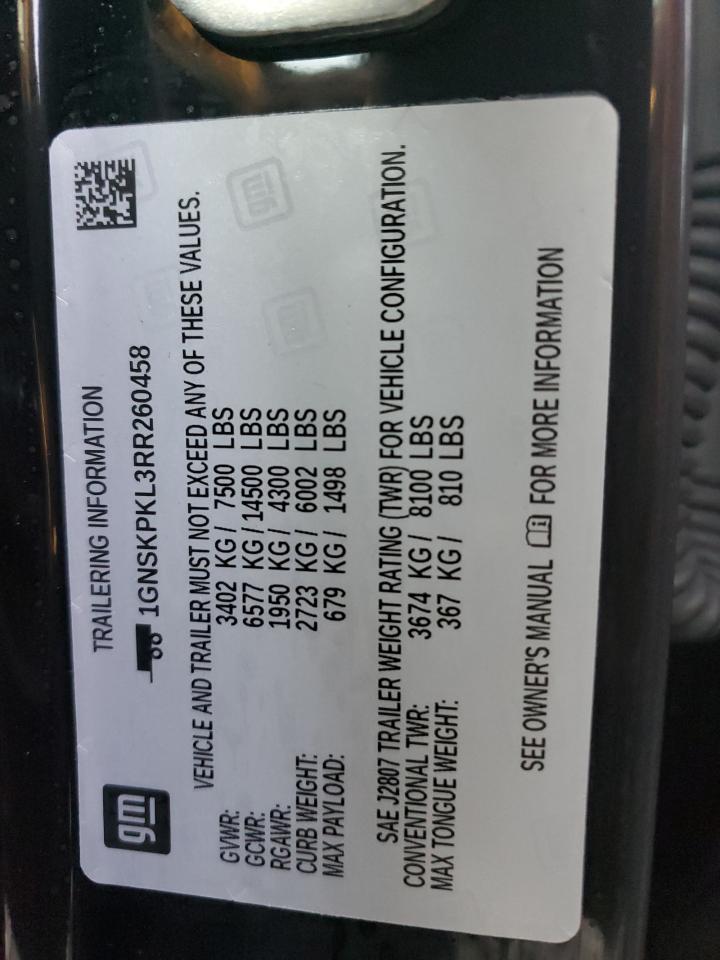 gm
TRAILERING INFORMATION
1GNSKPKL3RR260458
VEHICLE AND TRAILER MUST NOT EXCEED ANY OF THESE VALUES.
GVWR: 3402 KG / 7500 LBS
GCWR: 6577 KG / 14500 LBS
RGAWR: 1950 KG / 4300 LBS
CURB WEIGHT: 2723 KG / 6002 LBS
MAX PAYLOAD: 679 KG / 1498 LBS
SAE J2807 TRAILER WEIGHT RATING (TWR) FOR VEHICLE CONFIGURATION.
CONVENTIONAL TWR: 3674 KG / 8100 LBS
MAX TONGUE WEIGHT: 367 KG / 810 LBS
SEE OWNER'S MANUAL FOR MORE INFORMATION